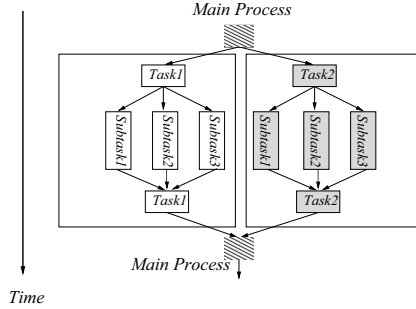 Main Process
Task1
Task2
Subtask1
Subtask2
Subtask3
Subtask1
Subtask2
Subtask3
Task1
Task2
Main Process
Time